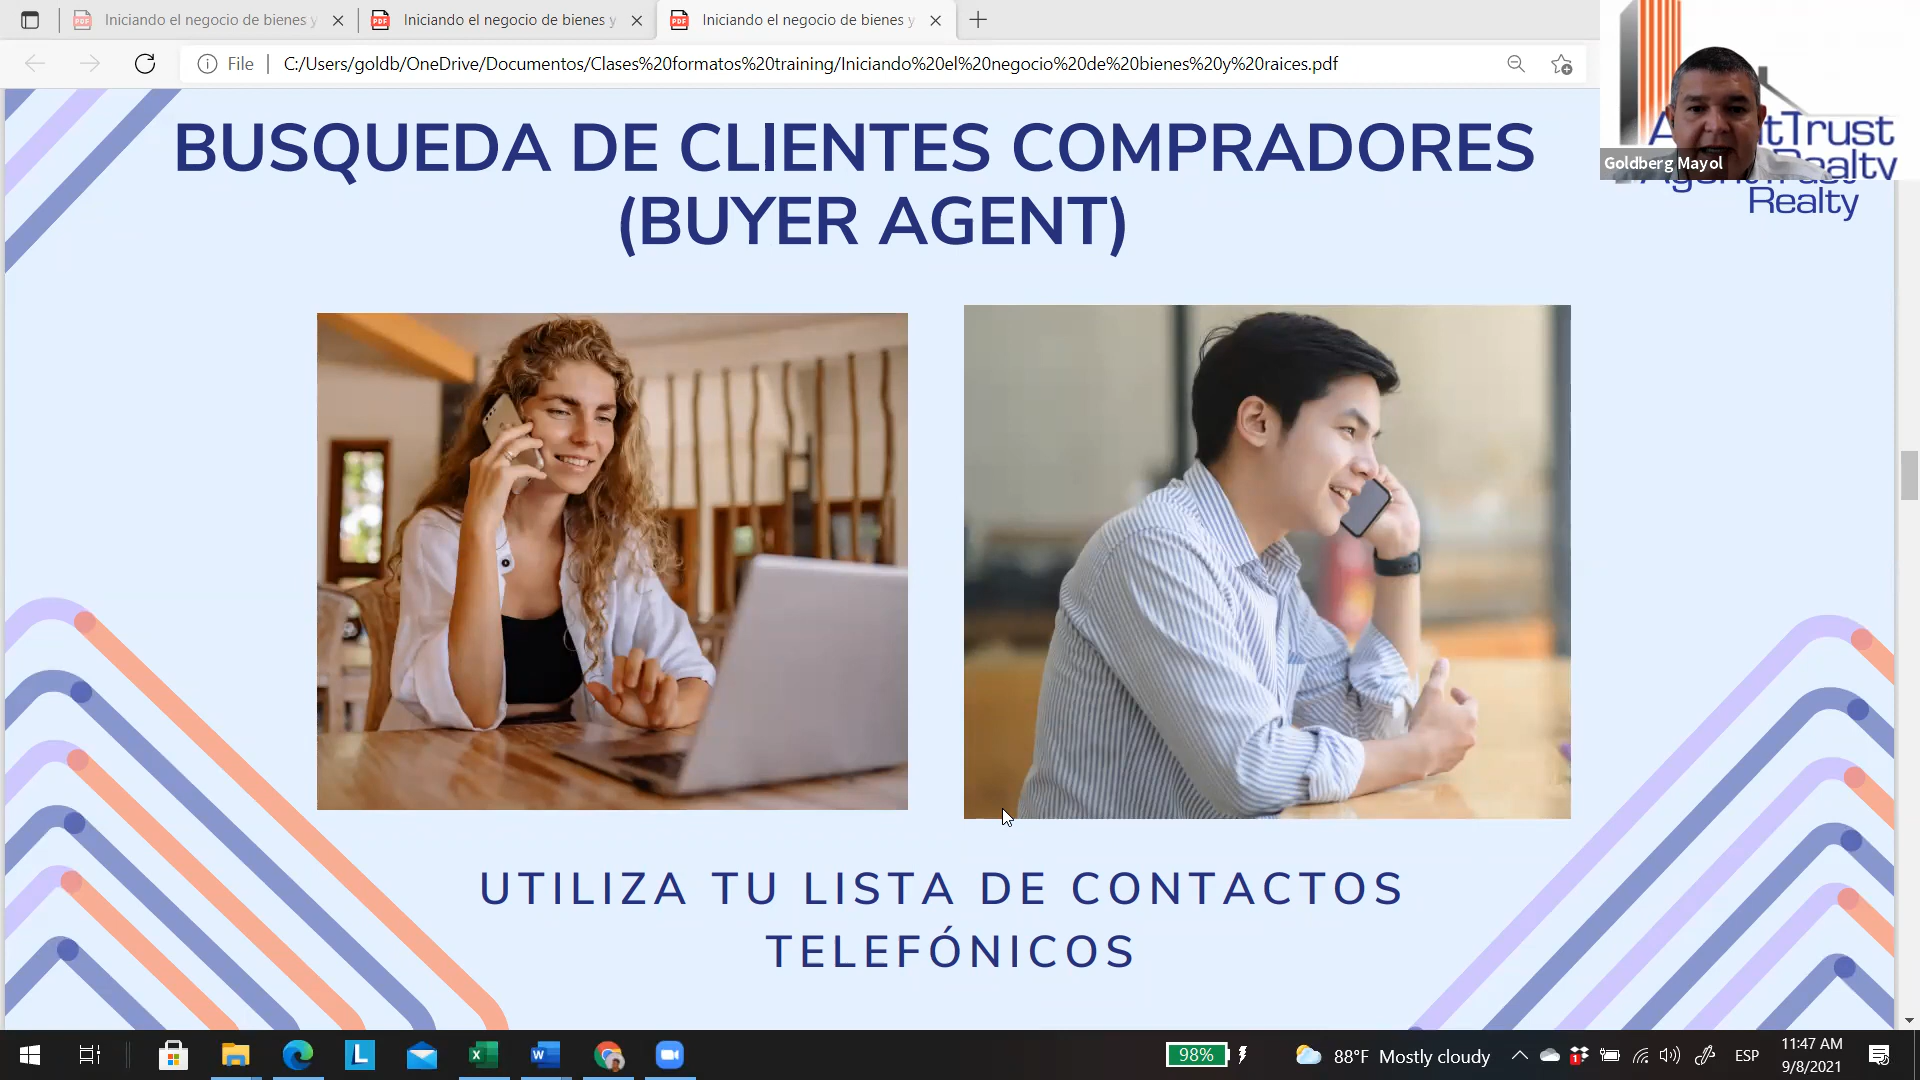 Iniciando el negocio de bienes y
Iniciando el negocio de bienes y
Iniciando el negocio de bienes y
File
C:/Users/goldb/OneDrive/Documentos/Clases%20formatos%20training/Iniciando%20el%20negocio%20de%20bienes%20y%20raices.pdf
Goldberg Mayol
Realty
BUSQUEDA DE CLIENTES COMPRADORES
(BUYER AGENT)
UTILIZA TU LISTA DE CONTACTOS
TELEFÓNICOS
98%
88°F Mostly cloudy
ESP
11:47 AM
9/8/2021